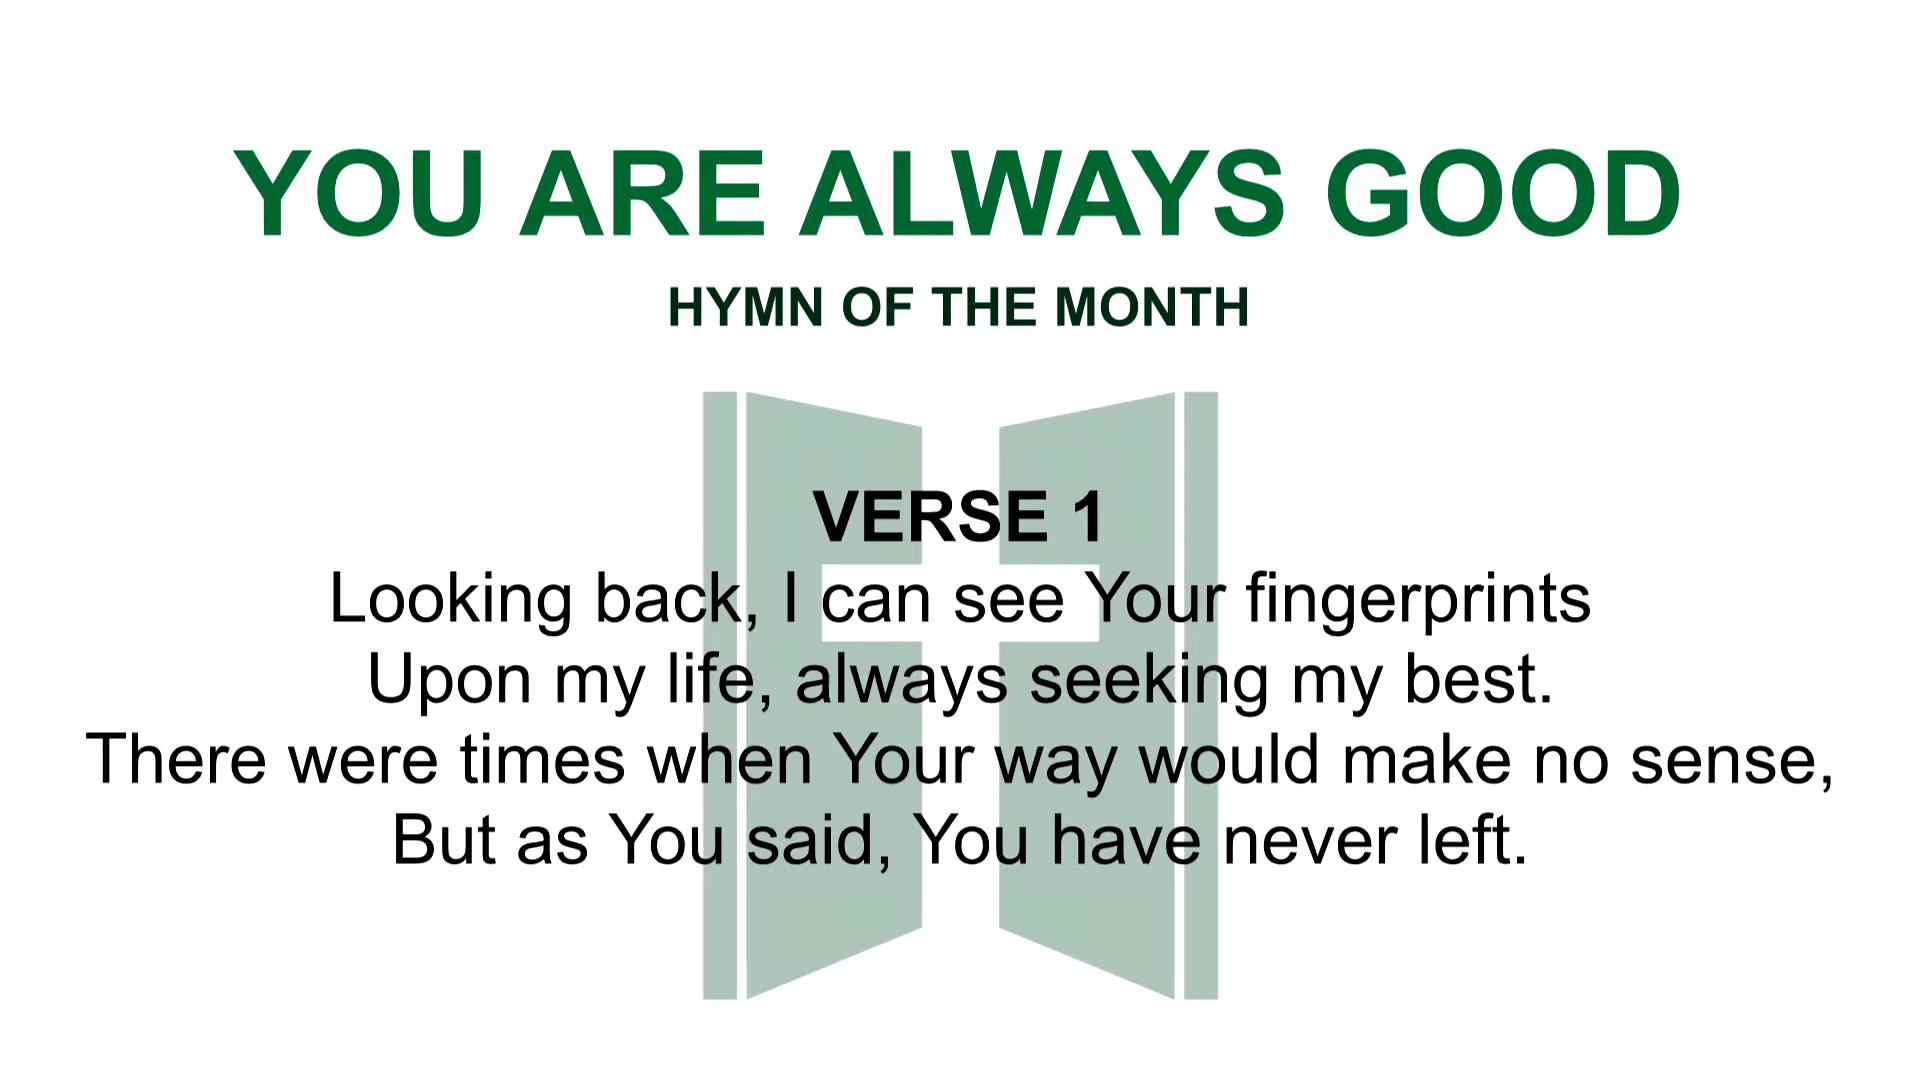 YOU ARE ALWAYS GOOD
HYMN OF THE MONTH
VERSE 1
Looking back, I can see Your fingerprints
Upon my life, always seeking my best.
There were times when Your way would make no sense,
But as You said, You have never left.